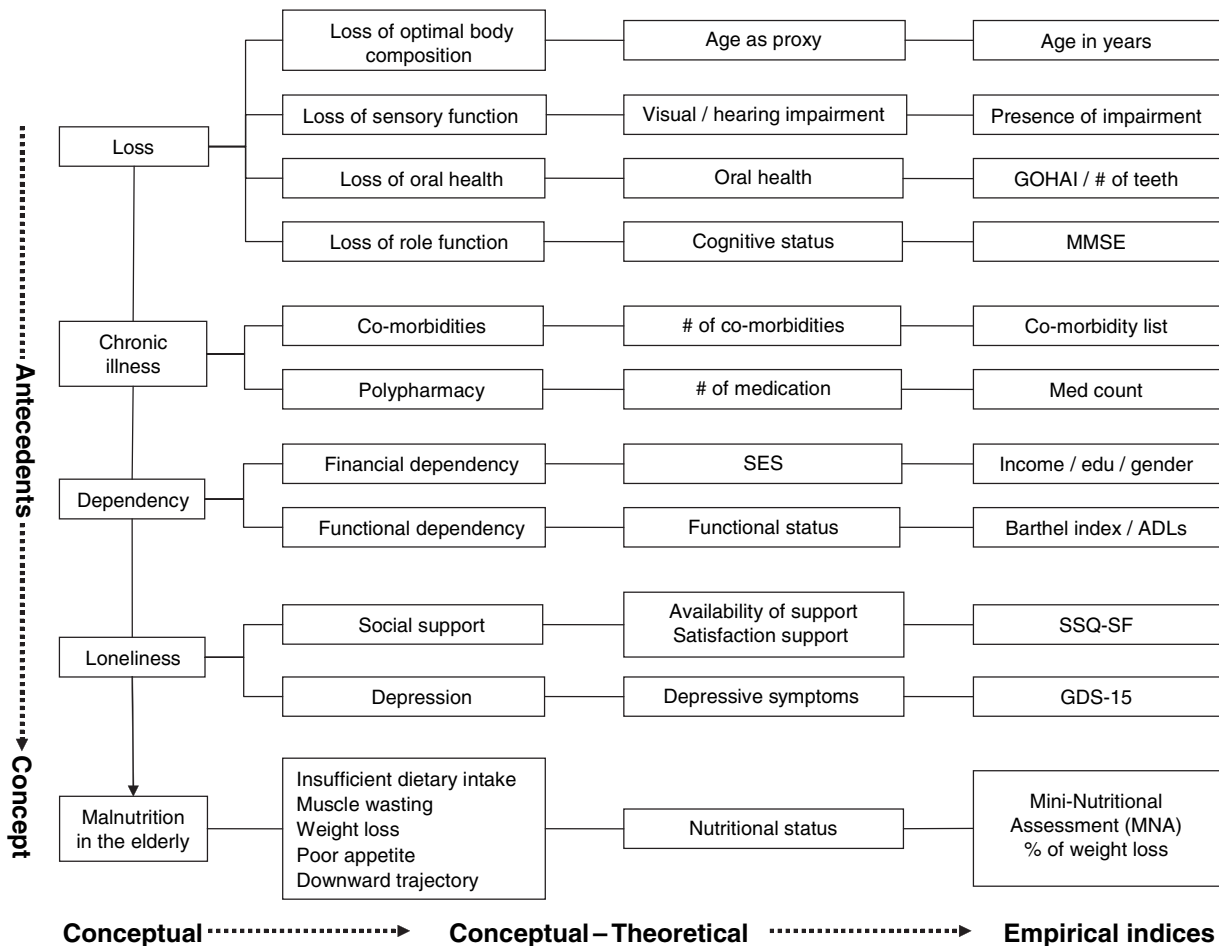 Loss of optimal body
composition
Age as proxy
Age in years
Loss
Loss of sensory function
Visual / hearing impairment
Presence of impairment
Loss of oral health
Oral health
GOHAI / # of teeth
Loss of role function
Cognitive status
MMSE
Chronic
illness
Co-morbidities
# of co-morbidities
Co-morbidity list
Polypharmacy
# of medication
Med count
Dependency
Financial dependency
SES
Income / edu / gender
Functional dependency
Functional status
Barthel index / ADLs
Loneliness
Social support
Availability of support
Satisfaction support
SSQ-SF
Depression
Depressive symptoms
GDS-15
Malnutrition
in the elderly
Insufficient dietary intake
Muscle wasting
Weight loss
Poor appetite
Downward trajectory
Nutritional status
Mini-Nutritional
Assessment (MNA)
% of weight loss
Antecedents
Concept
Conceptual
Conceptual – Theoretical
Empirical indices